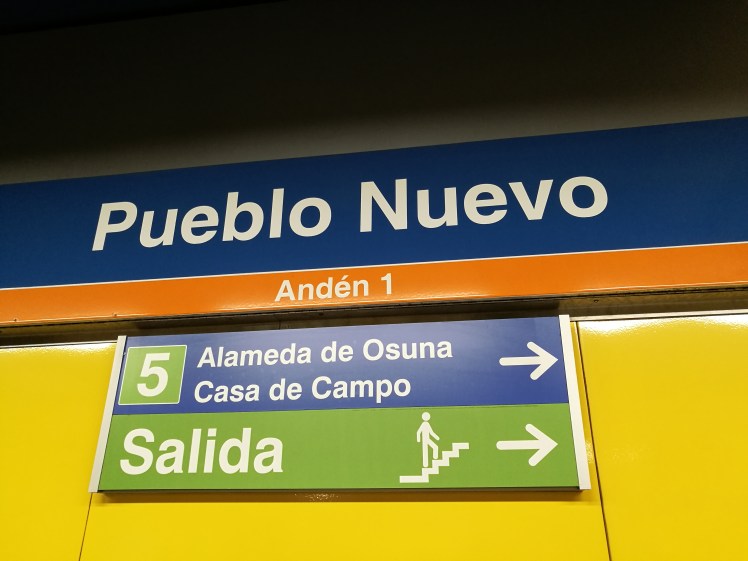 Pueblo Nuevo
Andén 1
5 Alameda de Osuna
Casa de Campo
Salida